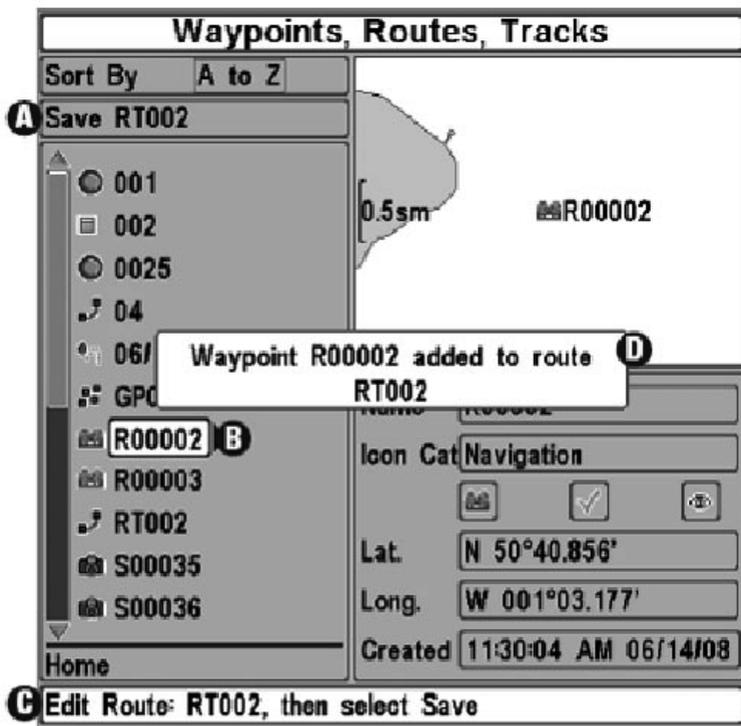 Waypoints, Routes, Tracks
Sort By A to Z
A Save RT002
001
002
0025
04
06/
GPO
R00002 B
R00003
RT002
S00035
S00036
Home
0.5sm
R00002
Waypoint R00002 added to route D
RT002
Icon Cat Navigation
Lat. N 50°40.856'
Long. W 001°03.177'
Created 11:30:04 AM 06/14/08
C Edit Route: RT002, then select Save